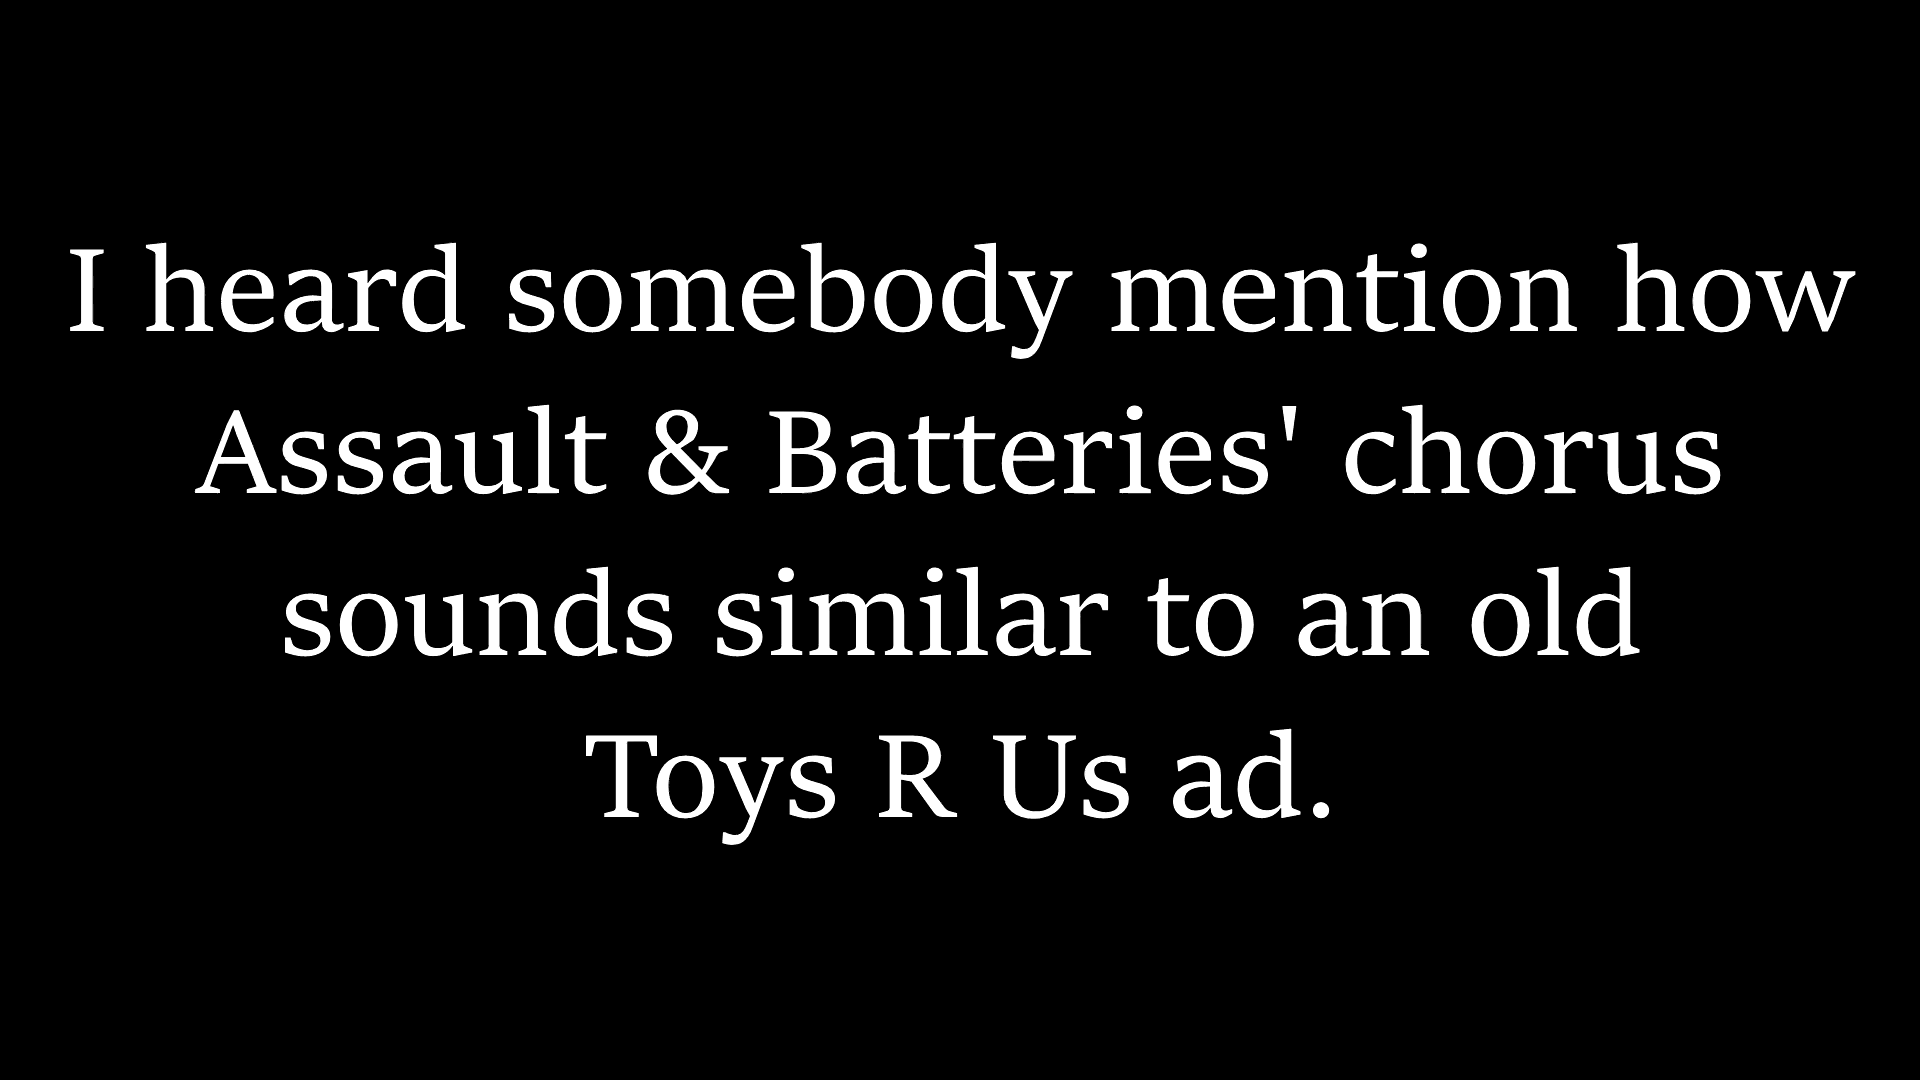 I heard somebody mention how
Assault & Batteries' chorus
sounds similar to an old
Toys R Us ad.